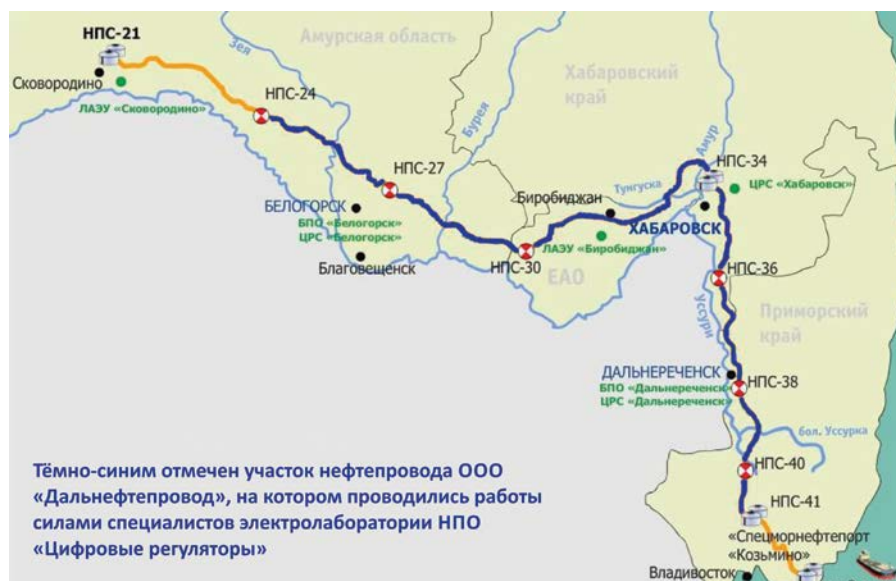 НПС-21
Сковородино
ЛАЭУ «Сковородино»
Зея
Амурская область
НПС-24
Хабаровский
край
Бурея
Амур
НПС-27
НПС-34
БЕЛОГОРСК
БПО «Белогорск»
ЦРС «Белогорск»
Благовещенск
Биробиджан
Тунгуска
ЦРС «Хабаровск»
ХАБАРОВСК
ЛАЭУ «Биробиджан»
НПС-30
ЕАО
НПС-36
Уссури
Приморский
край
ДАЛЬНЕРЕЧЕНСК
БПО «Дальнереченск»
ЦРС «Дальнереченск»
НПС-38
бол. Уссурка
НПС-40
НПС-41
«Спецморнефтепорт
«Козьмино»
Владивосток
Тёмно-синим отмечен участок нефтепровода ООО
«Дальнефтепровод», на котором проводились работы
силами специалистов электролаборатории НПО
«Цифровые регуляторы»